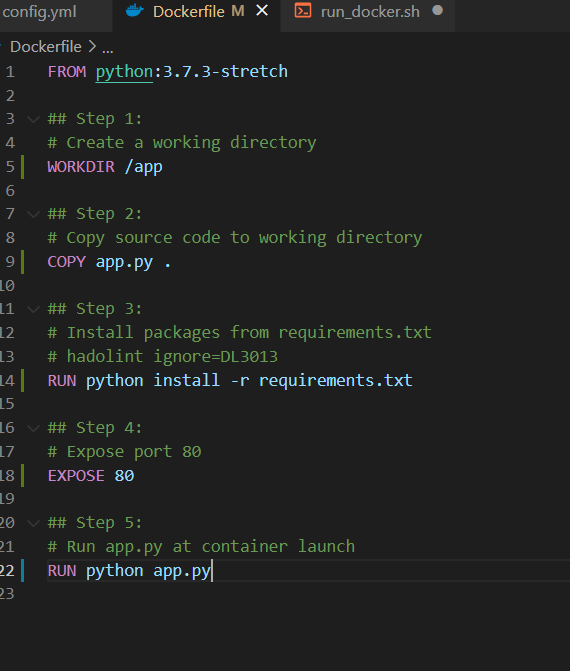 config.yml Dockerfile M run_docker.sh
Dockerfile > ...
1 FROM python:3.7.3-stretch
2
3 ## Step 1:
4 # Create a working directory
5 WORKDIR /app
6
7 ## Step 2:
8 # Copy source code to working directory
9 COPY app.py .
10
11 ## Step 3:
12 # Install packages from requirements.txt
13 # hadolint ignore=DL3013
14 RUN python install -r requirements.txt
15
16 ## Step 4:
17 # Expose port 80
18 EXPOSE 80
19
20 ## Step 5:
21 # Run app.py at container launch
22 RUN python app.py
23